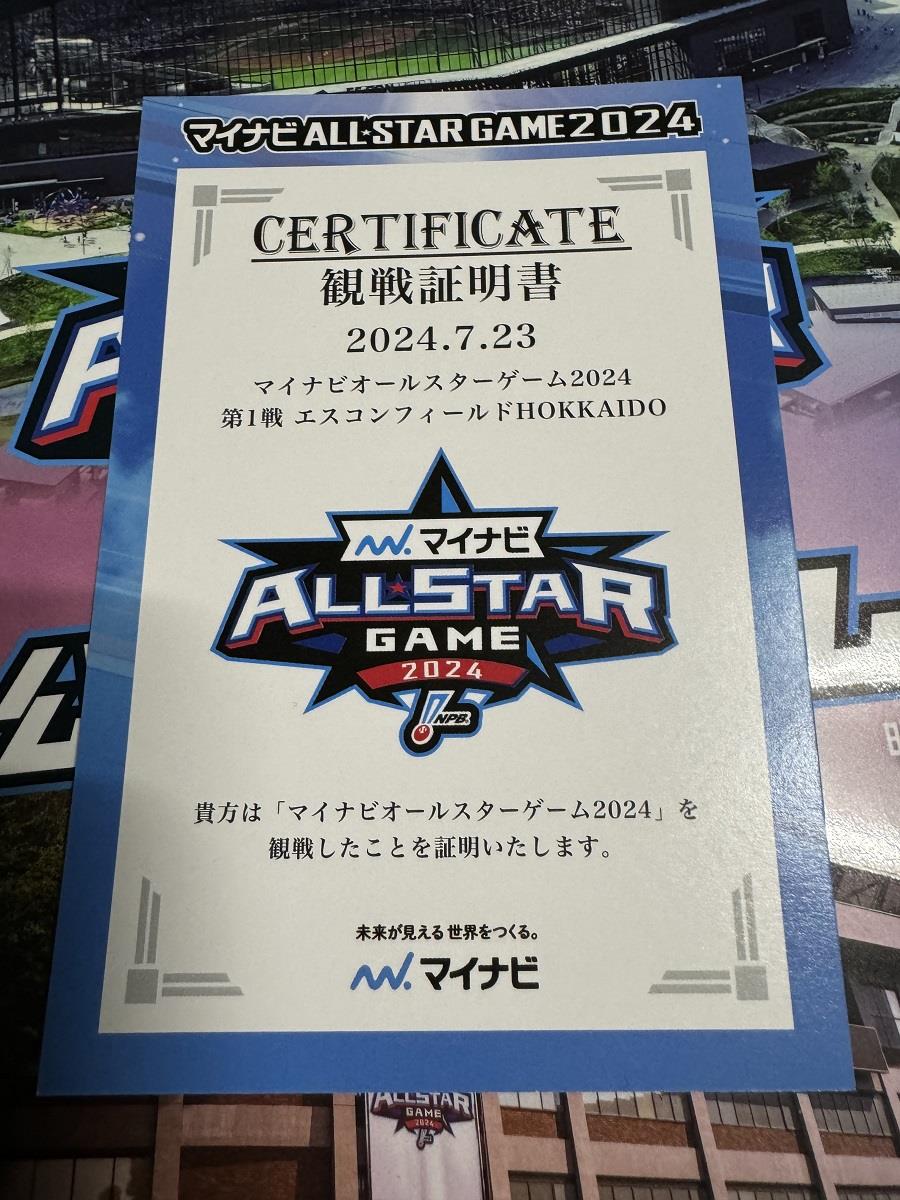 マイナビ ALL★STAR GAME 2024
CERTIFICATE
観戦証明書
2024.7.23
マイナビオールスターゲーム2024
第1戦 エスコンフィールドHOKKAIDO
マイナビ
ALL★STAR
GAME
2024
NPB
貴方は「マイナビオールスターゲーム2024」を
観戦したことを証明いたします。
未来が見える 世界をつくる。
マイナビ
ALLSTAR
GAME
2024